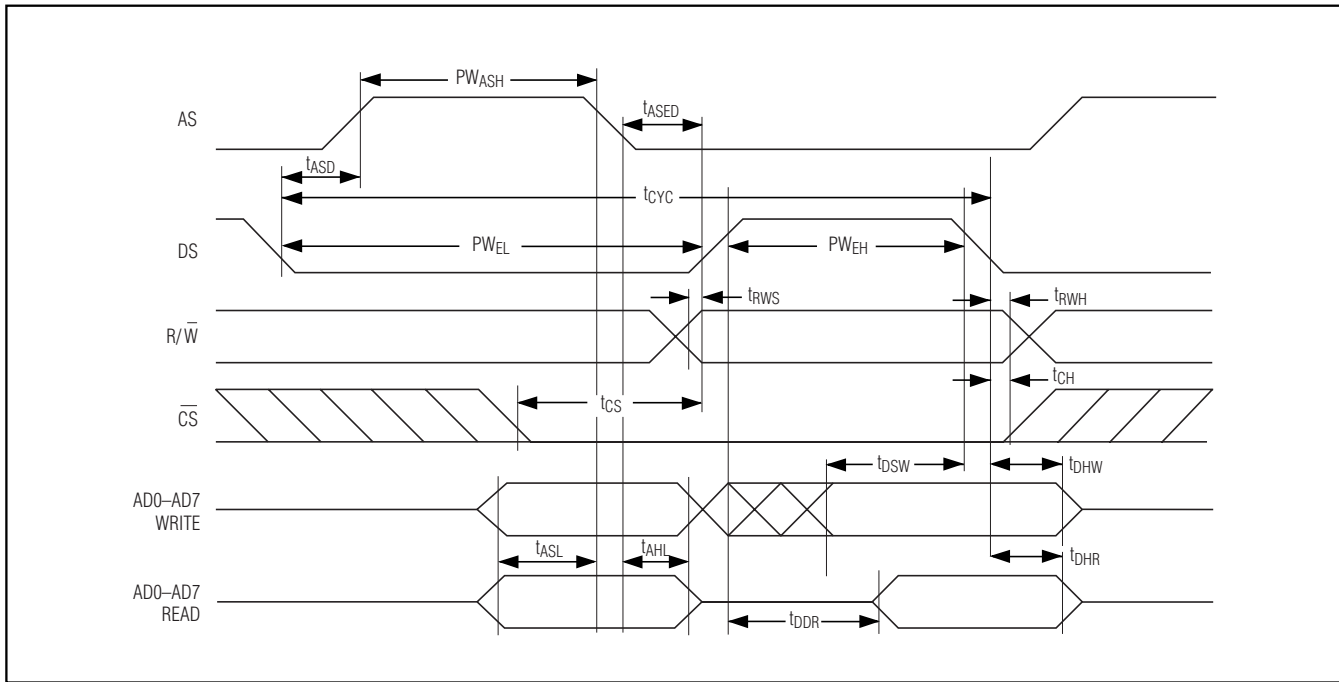 PWASH
AS
tASED
tASD
tCYC
DS
PWEL
PWEH
tRWS
tRWH
R/W̅
tCH
C̅S̅
tCS
tDSW
tDHW
AD0–AD7
WRITE
tASL
tAHL
tDHR
AD0–AD7
READ
tDDR